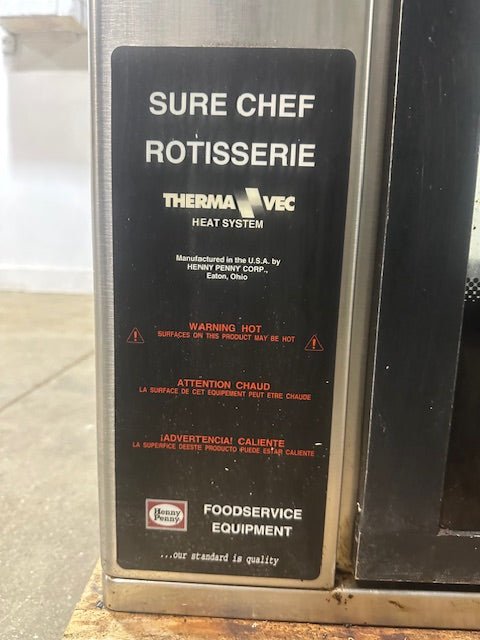 SURE CHEF
ROTISSERIE
THERMA VEC
HEAT SYSTEM
Manufactured in the U.S.A. by
HENNY PENNY CORP.,
Eaton, Ohio
WARNING HOT
SURFACES ON THIS PRODUCT MAY BE HOT
ATTENTION CHAUD
LA SURFACE DE CET EQUIPEMENT PEUT ETRE CHAUDE
¡ADVERTENCIA! CALIENTE
LA SUPERFICE DEESTE PRODUCTO PUEDE ESTAR CALIENTE
Henny
Penny
FOODSERVICE
EQUIPMENT
...our standard is quality